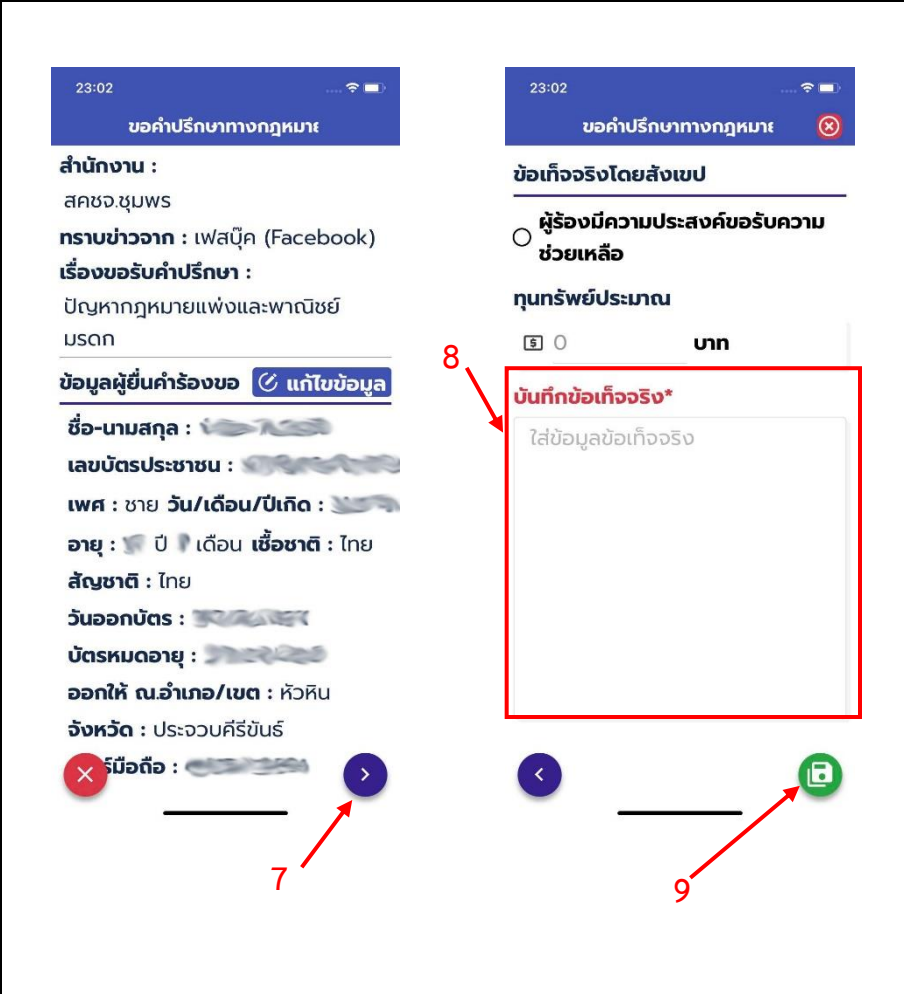 23:02
ขอคำปรึกษาทางกฎหมาย
สำนักงาน :
สคชจ.ชุมพร
ทราบข่าวจาก : เฟสบุ๊ค (Facebook)
เรื่องขอรับคำปรึกษา :
ปัญหากฎหมายแพ่งและพาณิชย์
มรดก
ข้อมูลผู้ยื่นคำร้องขอ แก้ไขข้อมูล
ชื่อ-นามสกุล :
เลขบัตรประชาชน :
เพศ : ชาย วัน/เดือน/ปีเกิด :
อายุ : ปี เดือน เชื้อชาติ : ไทย
สัญชาติ : ไทย
วันออกบัตร :
บัตรหมดอายุ :
ออกให้ ณ.อำเภอ/เขต : หัวหิน
จังหวัด : ประจวบคีรีขันธ์
มือถือ :
7
23:02
ขอคำปรึกษาทางกฎหมาย
ข้อเท็จจริงโดยสังเขป
ผู้ร้องมีความประสงค์ขอรับความ
ช่วยเหลือ
ทุนทรัพย์ประมาณ
0 บาท
8
บันทึกข้อเท็จจริง*
ใส่ข้อมูลข้อเท็จจริง
9